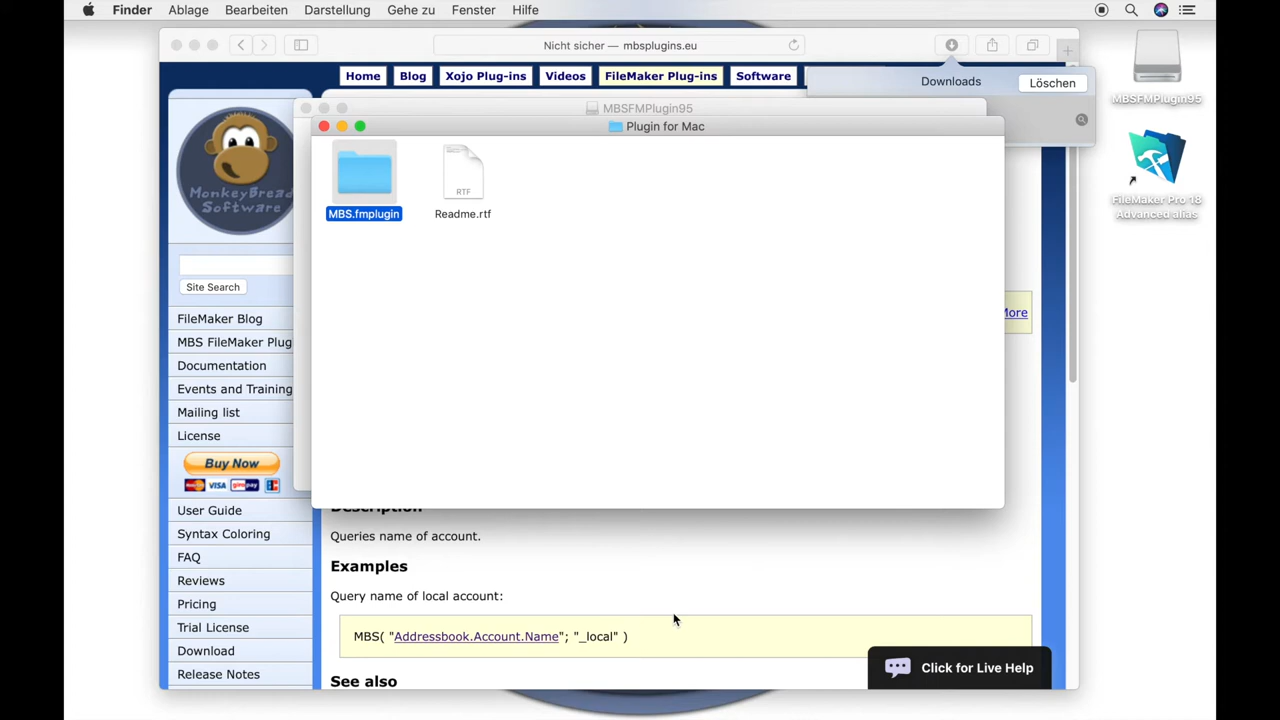 Finder Ablage Bearbeiten Darstellung Gehe zu Fenster Hilfe
Nicht sicher — mbsplugins.eu
Home Blog Xojo Plug-ins Videos FileMaker Plug-ins Software
Downloads Löschen
MBSFMPlugin95
MBSFMPlugin95
Plugin for Mac
MBS.fmplugin
Readme.rtf
RTF
MonkeyBread
Software
FileMaker Pro 18
Advanced alias
Site Search
FileMaker Blog
MBS FileMaker Plug
Documentation
Events and Training
Mailing list
License
Buy Now
VISA
giropay
User Guide
Syntax Coloring
FAQ
Reviews
Pricing
Trial License
Download
Release Notes
More
Description
Queries name of account.
Examples
Query name of local account:
MBS( "Addressbook.Account.Name"; "_local" )
See also
Click for Live Help